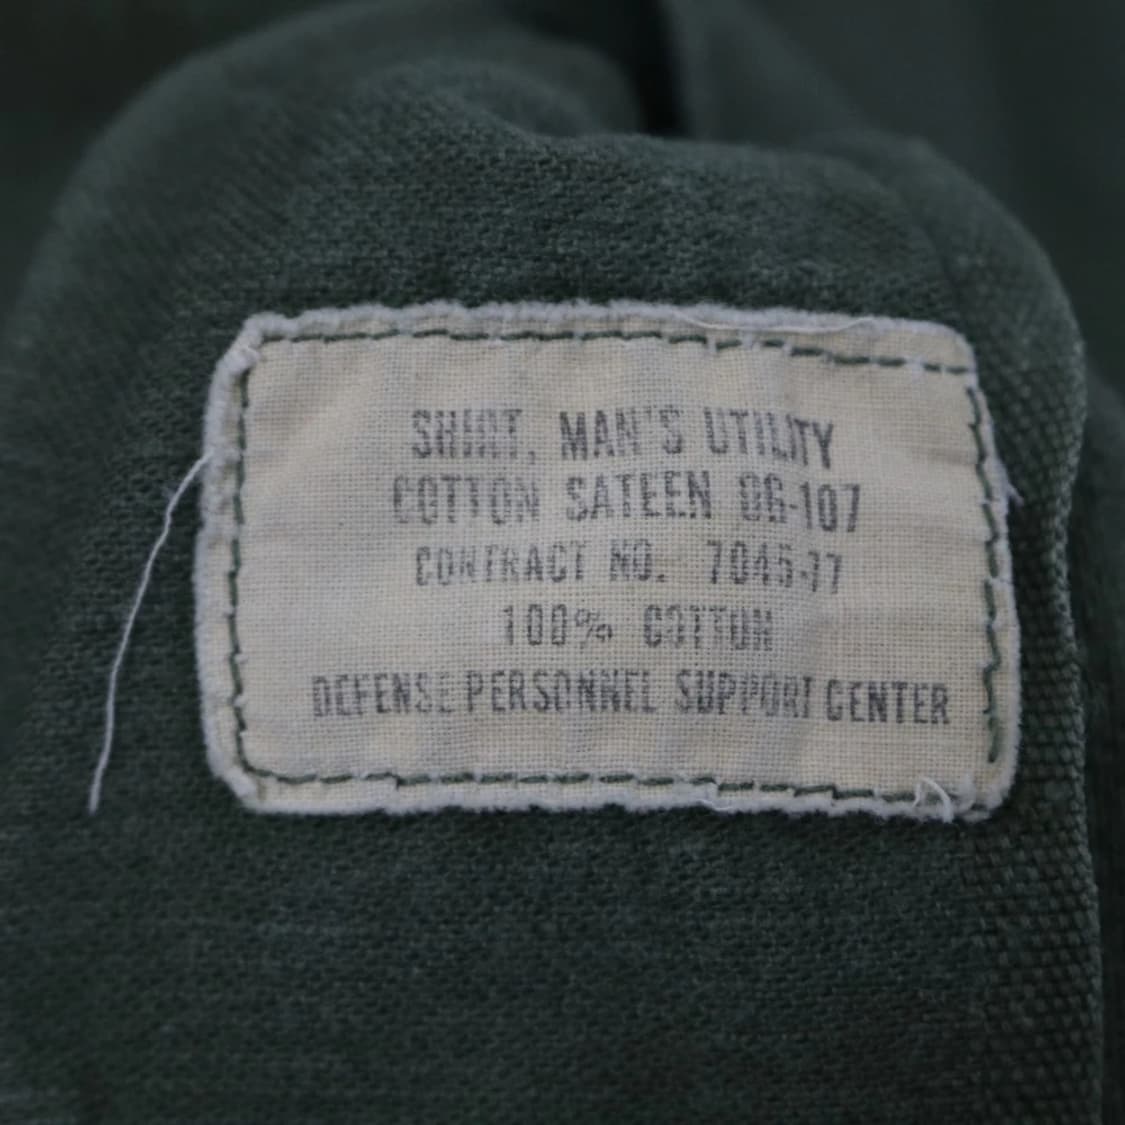 SHIRT, MAN'S UTILITY
COTTON SATEEN OG-107
CONTRACT NO. 7045-77
100% COTTON
DEFENSE PERSONNEL SUPPORT CENTER